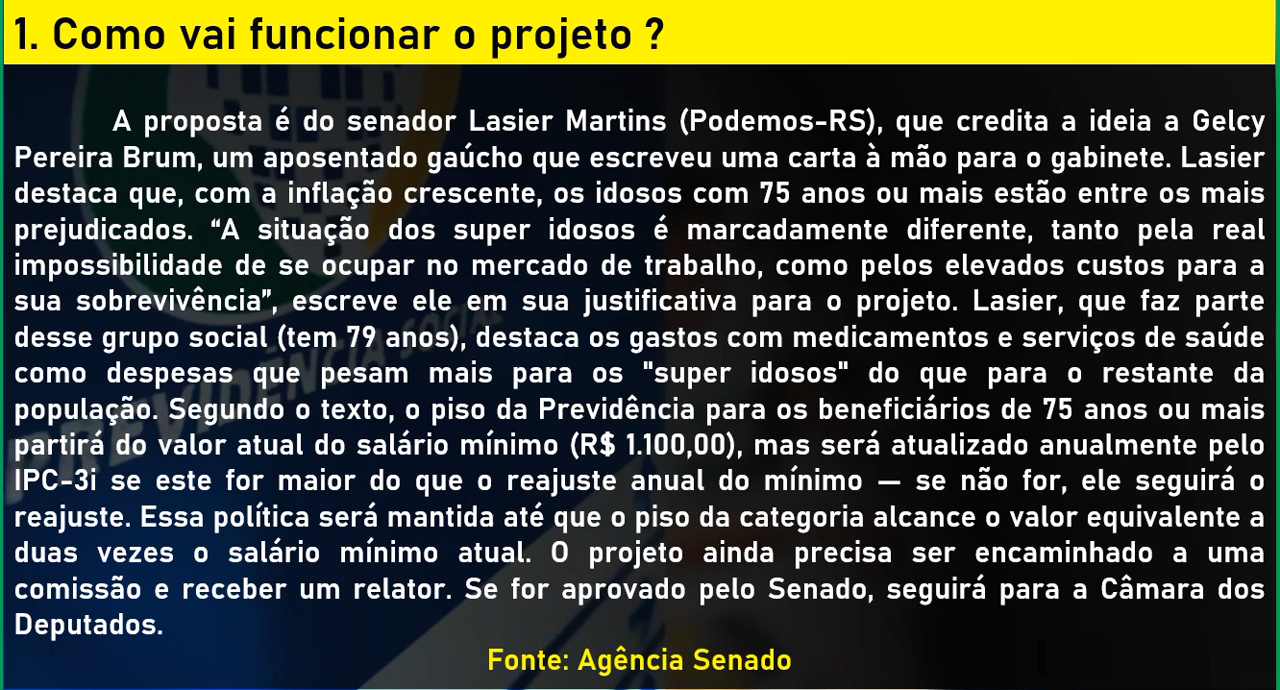 1. Como vai funcionar o projeto ?
A proposta é do senador Lasier Martins (Podemos-RS), que credita a ideia a Gelcy
Pereira Brum, um aposentado gaúcho que escreveu uma carta à mão para o gabinete. Lasier
destaca que, com a inflação crescente, os idosos com 75 anos ou mais estão entre os mais
prejudicados. “A situação dos super idosos é marcadamente diferente, tanto pela real
impossibilidade de se ocupar no mercado de trabalho, como pelos elevados custos para a
sua sobrevivência”, escreve ele em sua justificativa para o projeto. Lasier, que faz parte
desse grupo social (tem 79 anos), destaca os gastos com medicamentos e serviços de saúde
como despesas que pesam mais para os "super idosos" do que para o restante da
população. Segundo o texto, o piso da Previdência para os beneficiários de 75 anos ou mais
partirá do valor atual do salário mínimo (R$ 1.100,00), mas será atualizado anualmente pelo
IPC-3i se este for maior do que o reajuste anual do mínimo — se não for, ele seguirá o
reajuste. Essa política será mantida até que o piso da categoria alcance o valor equivalente a
duas vezes o salário mínimo atual. O projeto ainda precisa ser encaminhado a uma
comissão e receber um relator. Se for aprovado pelo Senado, seguirá para a Câmara dos
Deputados.
Fonte: Agência Senado
PREVIDÊNCIA SOCIAL